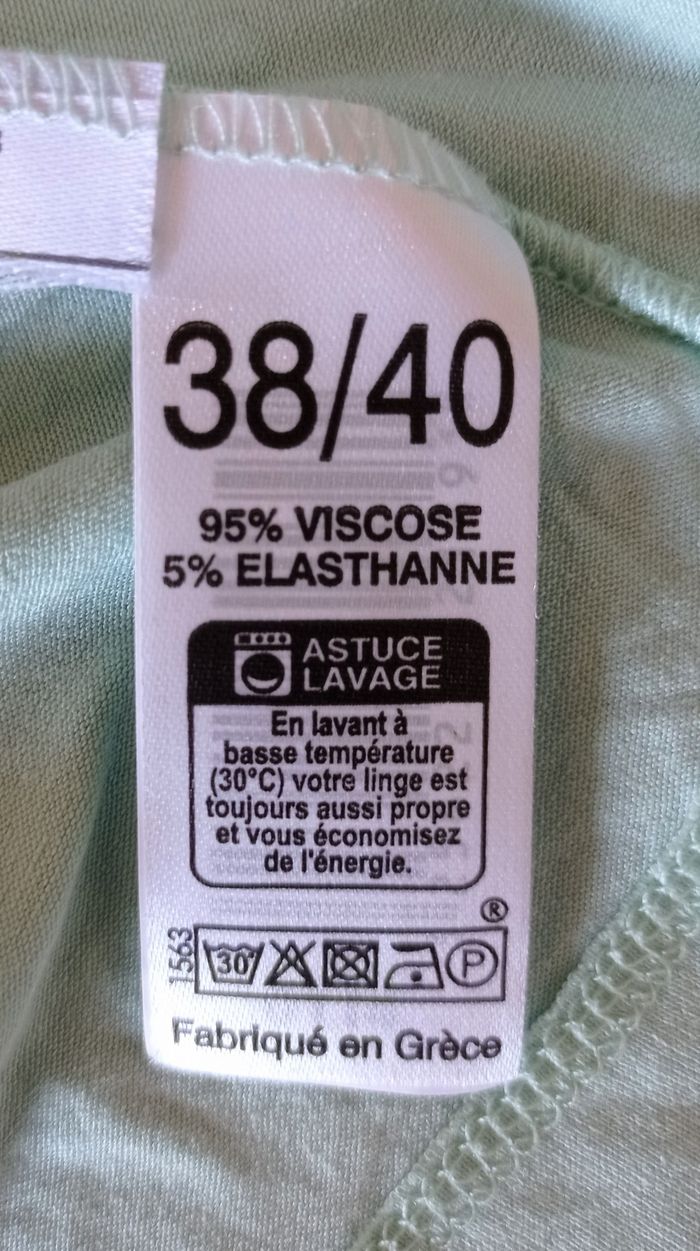 38/40
95% VISCOSE
5% ELASTHANNE
ASTUCE
LAVAGE
En lavant à
basse température
(30°C) votre linge est
toujours aussi propre
et vous économisez
de l'énergie.
®
1563
30 P
Fabriqué en Grèce